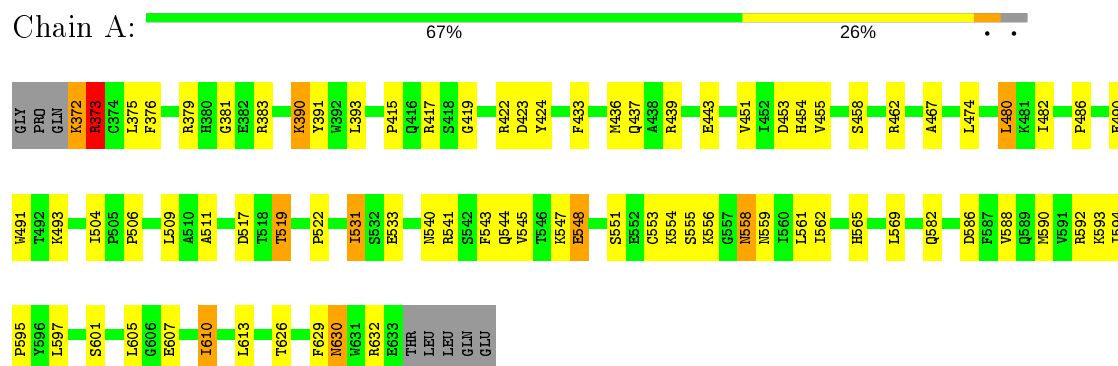 Chain A:
67% 26% • •
GLY PRO GLN K372 R373 C374 L375 F376 R379 H380 G381 E382 R383 K390 Y391 W392 L393 P415 Q416 R417 S418 G419 R422 D423 Y424 F433 M436 Q437 A438 R439 E443 V451 I452 D453 H454 V455 S458 R462 A467 L474 L480 K481 I482 P486
W491 T492 K493 I504 P505 P506 L509 A510 A511 D517 T518 T519 P522 I531 S532 E533 N540 R541 S542 F543 Q544 V545 T546 K547 E548 S551 E552 C553 K554 S555 K556 G557 N558 N559 I560 L561 I562 H565 L569 Q582 D586 F587 V588 Q589 M590 V591 R592 K593
P595 Y596 L597 S601 L605 G606 E607 I610 L613 T626 F629 N630 W631 R632 E633 THR LEU LEU GLN GLU